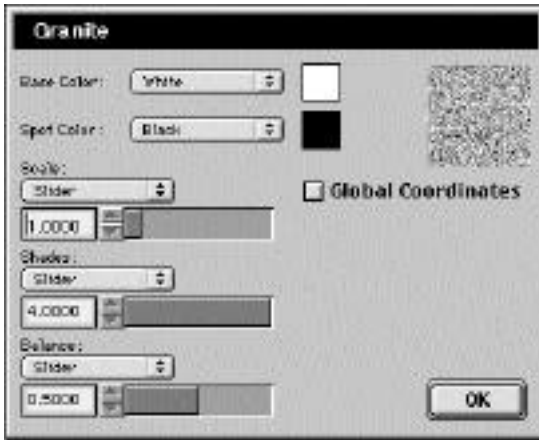 Granite
Base Color: White
Spot Color: Black
Scale:
Slider
Global Coordinates
1.0000
Shades:
Slider
4.0000
Balance:
Slider
0.5000
OK